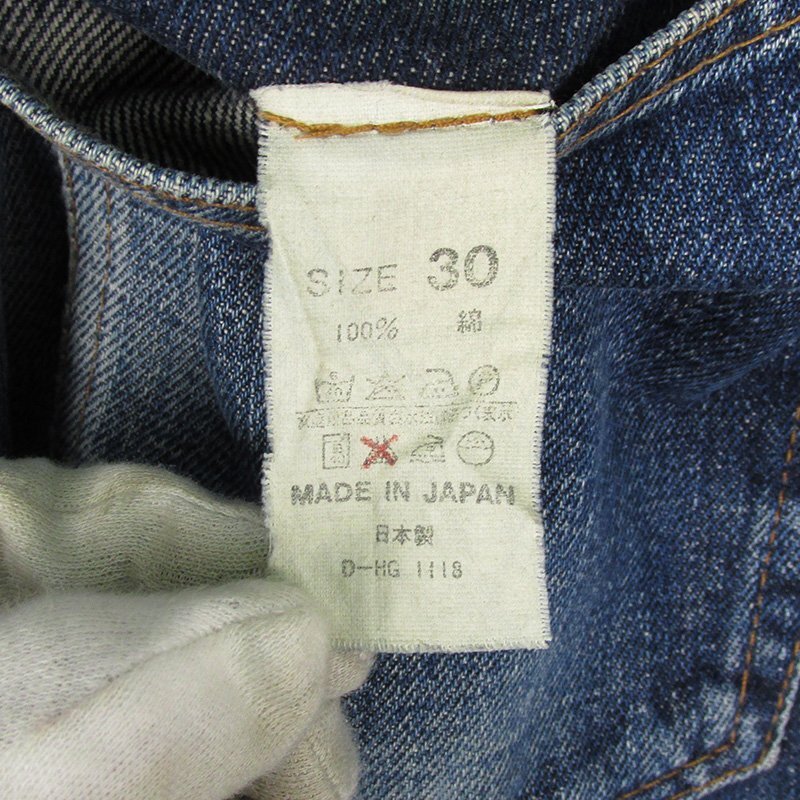 SIZE 30
100% 綿
MADE IN JAPAN
日本製
D-HG 1118